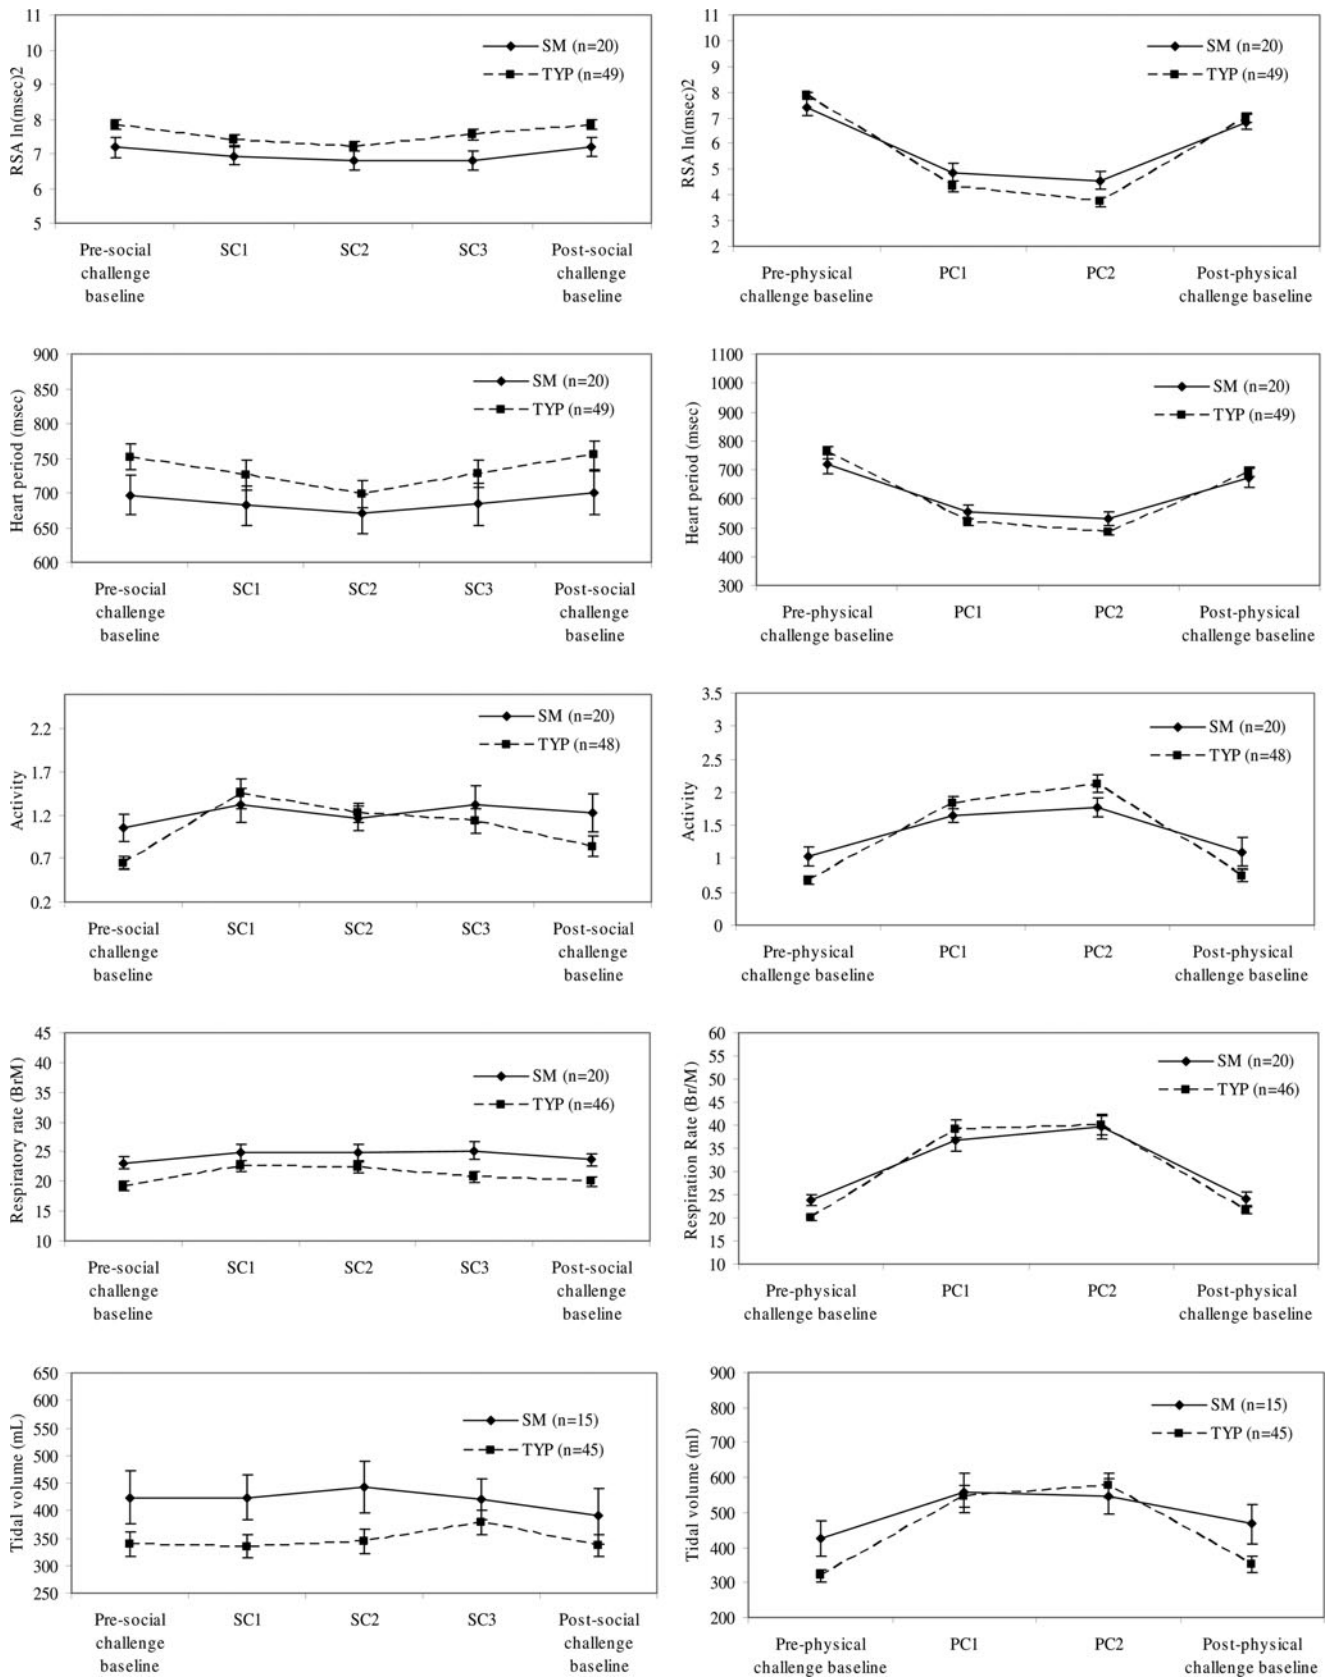 11
10
9
8
7
6
5
RSA ln(msec)2
SM (n=20)
TYP (n=49)
Pre-social
challenge
baseline
SC1
SC2
SC3
Post-social
challenge
baseline
11
10
9
8
7
6
5
4
3
2
RSA ln(msec)2
SM (n=20)
TYP (n=49)
Pre-physical
challenge baseline
PC1
PC2
Post-physical
challenge baseline
900
850
800
750
700
650
600
Heart period (msec)
SM (n=20)
TYP (n=49)
Pre-social
challenge
baseline
SC1
SC2
SC3
Post-social
challenge
baseline
1100
1000
900
800
700
600
500
400
300
Heart period (msec)
SM (n=20)
TYP (n=49)
Pre-physical
challenge baseline
PC1
PC2
Post-physical
challenge baseline
2.2
1.7
1.2
0.7
0.2
Activity
SM (n=20)
TYP (n=48)
Pre-social
challenge
baseline
SC1
SC2
SC3
Post-social
challenge
baseline
3.5
3
2.5
2
1.5
1
0.5
0
Activity
SM (n=20)
TYP (n=48)
Pre-physical
challenge baseline
PC1
PC2
Post-physical
challenge baseline
45
40
35
30
25
20
15
10
Respiratory rate (BrM)
SM (n=20)
TYP (n=46)
Pre-social
challenge
baseline
SC1
SC2
SC3
Post-social
challenge
baseline
60
55
50
45
40
35
30
25
20
15
10
Respiration Rate (Br/M)
SM (n=20)
TYP (n=46)
Pre-physical
challenge baseline
PC1
PC2
Post-physical
challenge baseline
650
600
550
500
450
400
350
300
250
Tidal volume (mL)
SM (n=15)
TYP (n=45)
Pre-social
challenge
baseline
SC1
SC2
SC3
Post-social
challenge
baseline
900
800
700
600
500
400
300
200
Tidal volume (ml)
SM (n=15)
TYP (n=45)
Pre-physical
challenge baseline
PC1
PC2
Post-physical
challenge baseline